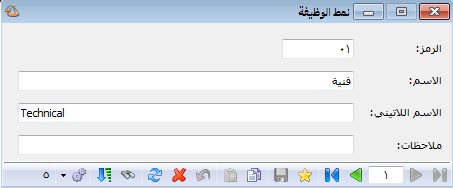 نمط الوظيفة
الرمز: ٠١
الاسم: فنية
الاسم اللاتيني: Technical
ملاحظات:
١ ٥